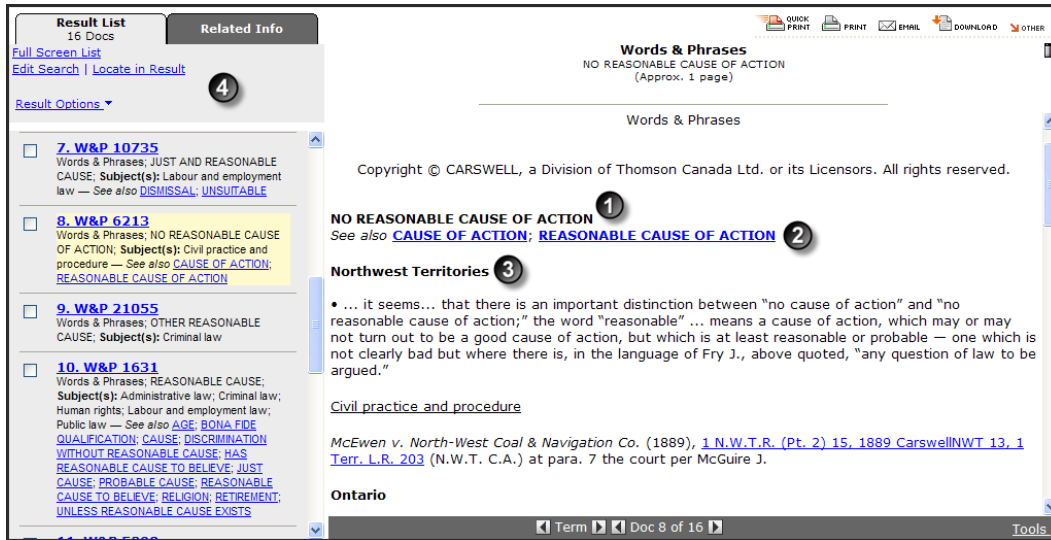 Result List
16 Docs
Related Info
Full Screen List
Edit Search | Locate in Result
4
Result Options
7. W&P 10735
Words & Phrases; JUST AND REASONABLE
CAUSE; Subject(s): Labour and employment
law — See also DISMISSAL; UNSUITABLE
8. W&P 6213
Words & Phrases; NO REASONABLE CAUSE
OF ACTION; Subject(s): Civil practice and
procedure — See also CAUSE OF ACTION;
REASONABLE CAUSE OF ACTION
9. W&P 21055
Words & Phrases; OTHER REASONABLE
CAUSE; Subject(s): Criminal law
10. W&P 1631
Words & Phrases; REASONABLE CAUSE;
Subject(s): Administrative law; Criminal law;
Human rights; Labour and employment law;
Public law — See also AGE; BONA FIDE
QUALIFICATION; CAUSE; DISCRIMINATION
WITHOUT REASONABLE CAUSE; HAS
REASONABLE CAUSE TO BELIEVE; JUST
CAUSE; PROBABLE CAUSE; REASONABLE
CAUSE TO BELIEVE; RELIGION; RETIREMENT;
UNLESS REASONABLE CAUSE EXISTS
QUICK PRINT PRINT EMAIL DOWNLOAD OTHER
Words & Phrases
NO REASONABLE CAUSE OF ACTION
(Approx. 1 page)
Words & Phrases
Copyright © CARSWELL, a Division of Thomson Canada Ltd. or its Licensors. All rights reserved.
NO REASONABLE CAUSE OF ACTION 1
See also CAUSE OF ACTION; REASONABLE CAUSE OF ACTION 2
Northwest Territories 3
• ... it seems... that there is an important distinction between “no cause of action” and “no
reasonable cause of action;” the word “reasonable” ... means a cause of action, which may or may
not turn out to be a good cause of action, but which is at least reasonable or probable — one which is
not clearly bad but where there is, in the language of Fry J., above quoted, “any question of law to be
argued.”
Civil practice and procedure
McEwen v. North-West Coal & Navigation Co. (1889), 1 N.W.T.R. (Pt. 2) 15, 1889 CarswellNWT 13, 1
Terr. L.R. 203 (N.W.T. C.A.) at para. 7 the court per McGuire J.
Ontario
Term Doc 8 of 16
Tools